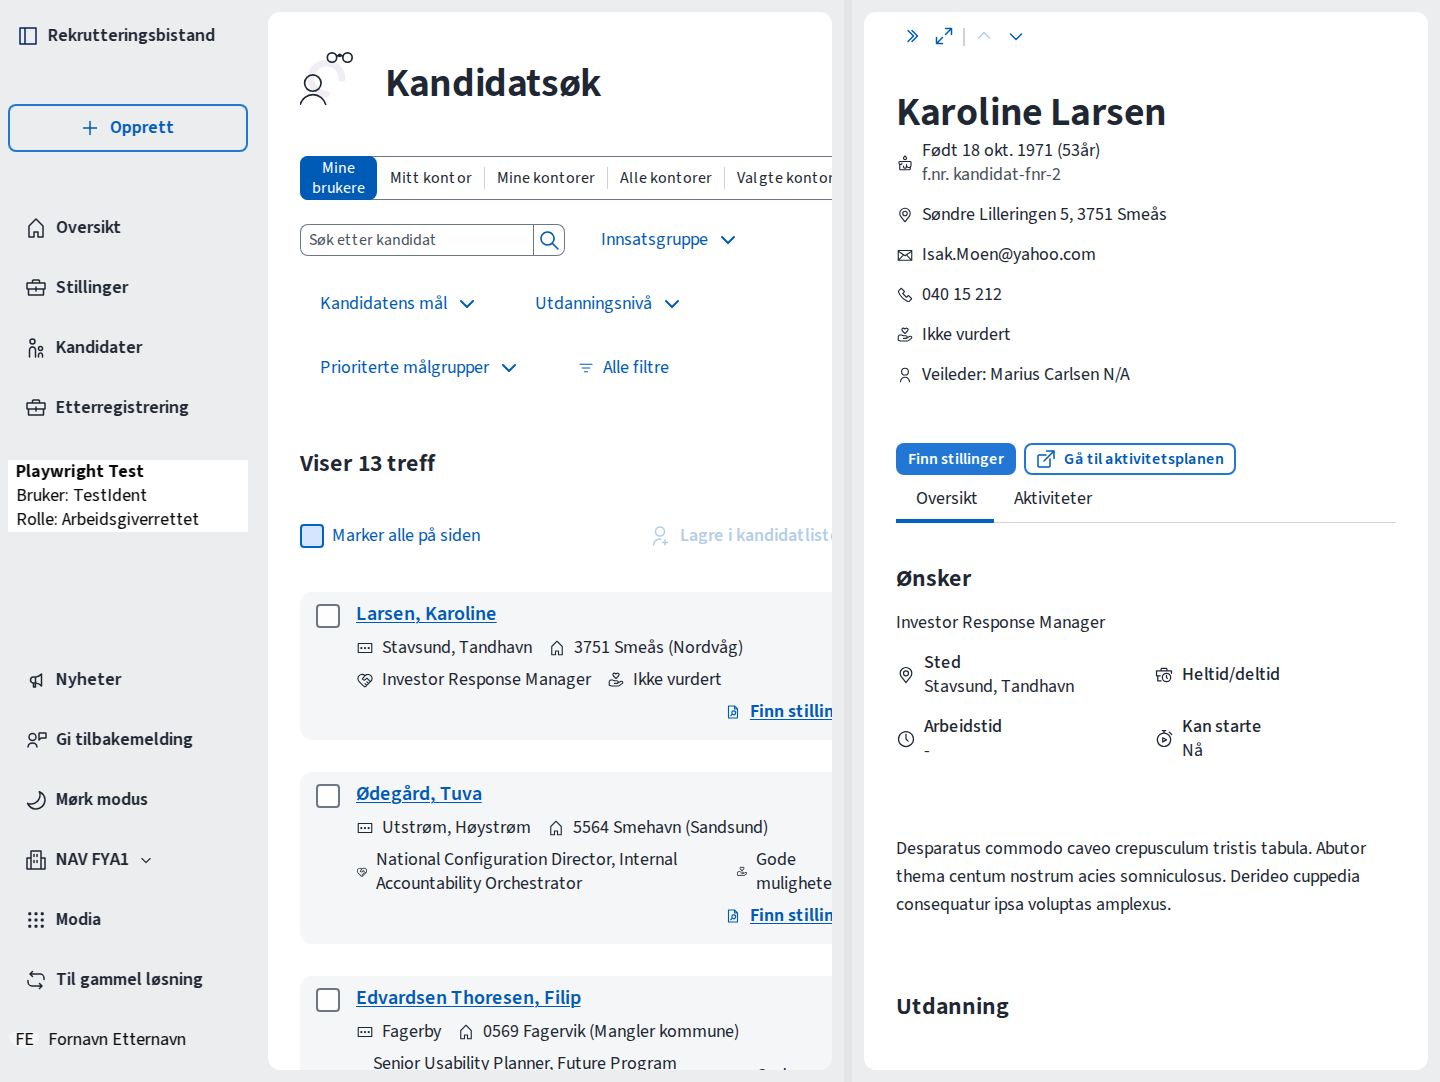 Rekrutteringsbistand
Opprett
Oversikt
Stillinger
Kandidater
Etterregistrering
Playwright Test
Bruker: TestIdent
Rolle: Arbeidsgiverrettet
Nyheter
Gi tilbakemelding
Mørk modus
NAV FYA1
Modia
Til gammel løsning
FE Fornavn Etternavn
Kandidatsøk
Mine brukere
Mitt kontor
Mine kontorer
Alle kontorer
Valgte kontor
Søk etter kandidat
Innsatsgruppe
Kandidatens mål
Utdanningsnivå
Prioriterte målgrupper
Alle filtre
Viser 13 treff
Marker alle på siden
Lagre i kandidatliste
Larsen, Karoline
Stavsund, Tandhavn
3751 Smeås (Nordvåg)
Investor Response Manager
Ikke vurdert
Finn stillin
Ødegård, Tuva
Utstrøm, Høystrøm
5564 Smehavn (Sandsund)
National Configuration Director, Internal
Accountability Orchestrator
Gode
mulighete
Finn stillin
Edvardsen Thoresen, Filip
Fagerby
0569 Fagervik (Mangler kommune)
Senior Usability Planner, Future Program
Karoline Larsen
Født 18 okt. 1971 (53år)
f.nr. kandidat-fnr-2
Søndre Lilleringen 5, 3751 Smeås
Isak.Moen@yahoo.com
040 15 212
Ikke vurdert
Veileder: Marius Carlsen N/A
Finn stillinger
Gå til aktivitetsplanen
Oversikt
Aktiviteter
Ønsker
Investor Response Manager
Sted
Stavsund, Tandhavn
Heltid/deltid
Arbeidstid
-
Kan starte
Nå
Desparatus commodo caveo crepusculum tristis tabula. Abutor
thema centum nostrum acies somniculosus. Derideo cuppedia
consequatur ipsa voluptas amplexus.
Utdanning